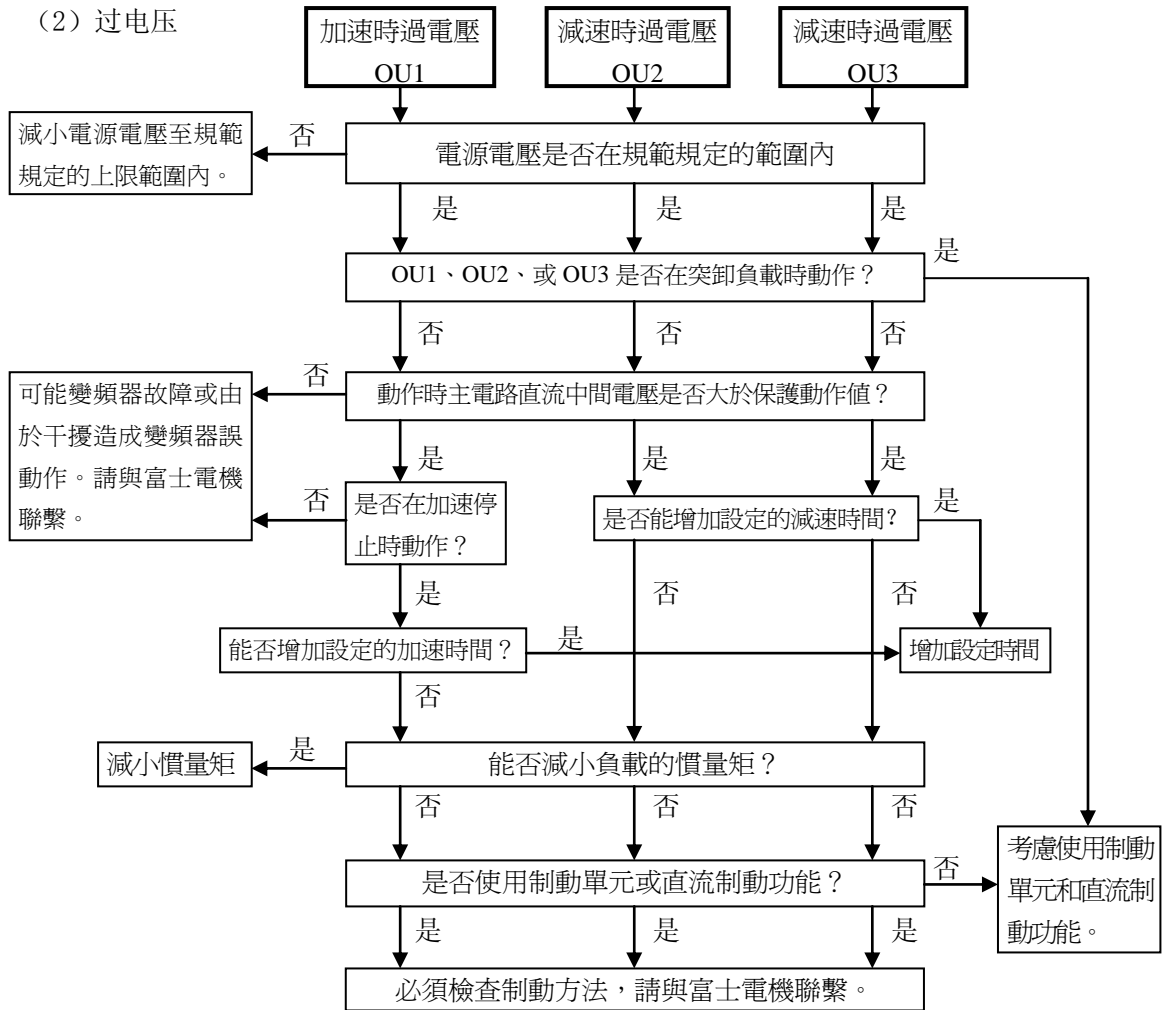 （2）过电压
加速時過電壓
OU1
減速時過電壓
OU2
減速時過電壓
OU3
減小電源電壓至規範
規定的上限範圍內。
否
電源電壓是否在規範規定的範圍內
是
是
是
是
OU1、OU2、或 OU3 是否在突卸負載時動作？
否
否
否
可能變頻器故障或由
於干擾造成變頻器誤
動作。請與富士電機
聯繫。
否
動作時主電路直流中間電壓是否大於保護動作值？
是
是
是
否
是否在加速停
止時動作？
是否能增加設定的減速時間?
是
是
否
否
能否增加設定的加速時間？
是
增加設定時間
否
減小慣量矩
是
能否減小負載的慣量矩？
否
否
否
是否使用制動單元或直流制動功能？
否
考慮使用制動
單元和直流制
動功能。
是
是
是
必須檢查制動方法，請與富士電機聯繫。